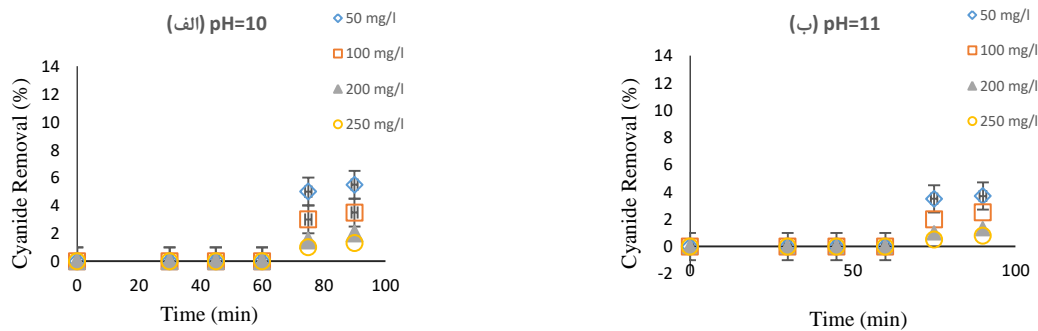 (الف) pH=10
50 mg/l
100 mg/l
200 mg/l
250 mg/l
Cyanide Removal (%)
14
12
10
8
6
4
2
0
0 20 40 60 80 100
Time (min)
(ب) pH=11
50 mg/l
100 mg/l
200 mg/l
250 mg/l
Cyanide Removal (%)
14
12
10
8
6
4
2
0
-2
0 50 100
Time (min)